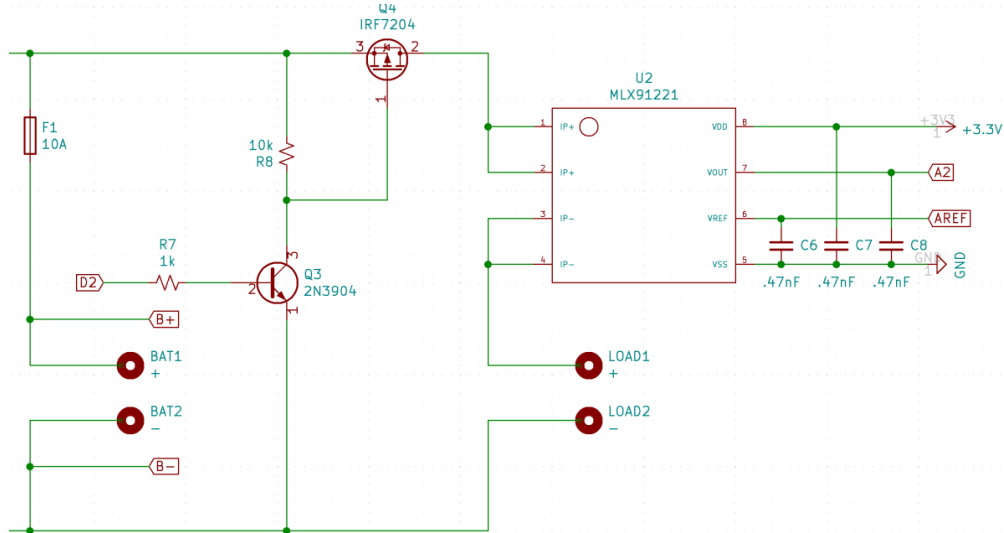 Q4
IRF7204
3
2
1
F1
10A
10k
R8
R7
1k
D2
2
3
1
Q3
2N3904
B+
BAT1
+
BAT2
-
B-
U2
MLX91221
1 IP+
2 IP+
3 IP-
4 IP-
VDD 8
VOUT 7
VREF 6
VSS 5
+3V3
1
+3.3V
A2
AREF
C6
C7
C8
.47nF
.47nF
.47nF
GND
1
GND
LOAD1
+
LOAD2
-